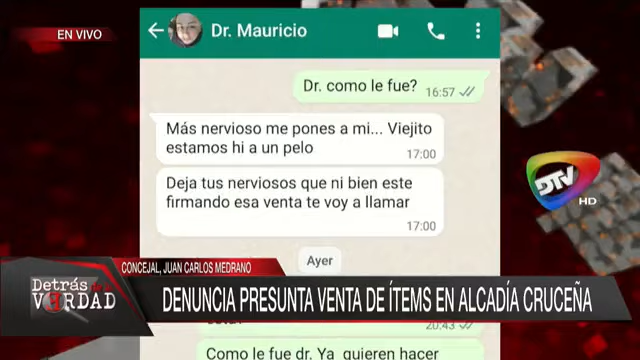 EN VIVO
Dr. Mauricio
Dr. como le fue?
16:57
Más nervioso me pones a mi... Viejito
estamos hi a un pelo
17:00
Deja tus nerviosos que ni bien este
firmando esa venta te voy a llamar
17:00
Ayer
DTV
HD
CONCEJAL, JUAN CARLOS MEDRANO
Detrás de la
VERDAD
DENUNCIA PRESUNTA VENTA DE ÍTEMS EN ALCADÍA CRUCEÑA
20:43
Como le fue dr. Ya quieren hacer